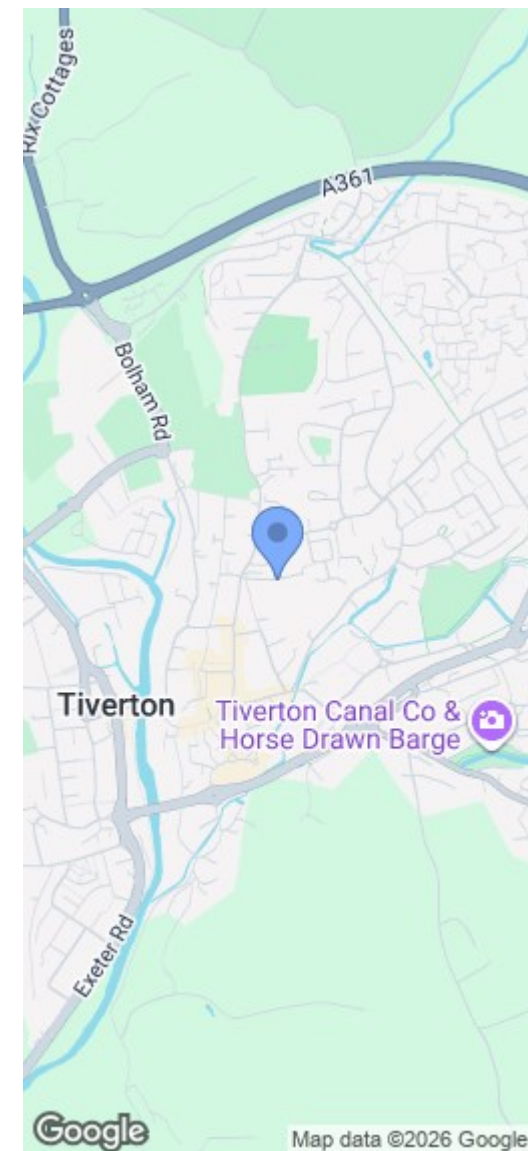 Rix Cottages
A361
Bolham Rd
Tiverton
Tiverton Canal Co &
Horse Drawn Barge
Exeter Rd
Google
Map data ©2026 Google